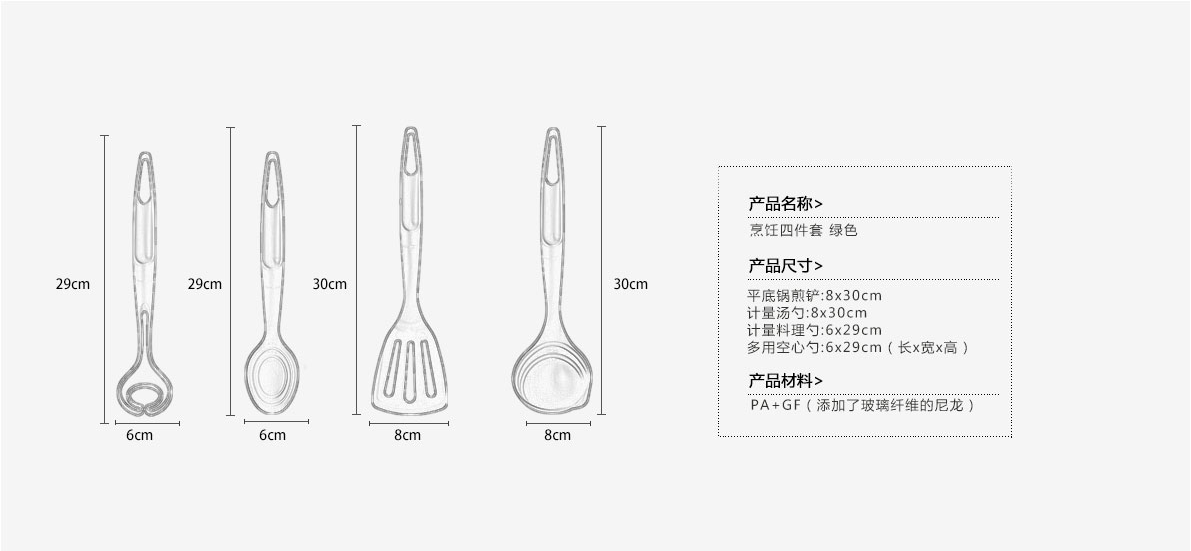 29cm
29cm
30cm
30cm
6cm
6cm
8cm
8cm
产品名称>
烹饪四件套 绿色
产品尺寸>
平底锅煎铲:8x30cm
计量汤勺:8x30cm
计量料理勺:6x29cm
多用空心勺:6x29cm（长x宽x高）
产品材料>
PA+GF（添加了玻璃纤维的尼龙）